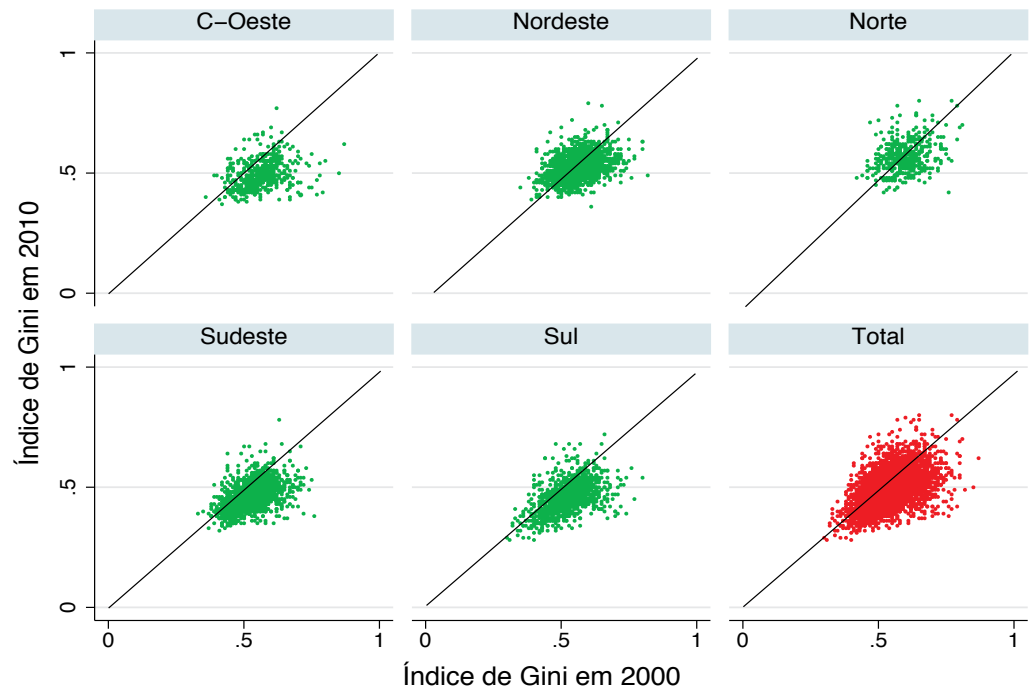 C−Oeste
Nordeste
Norte
Sudeste
Sul
Total
Índice de Gini em 2010
1
.5
0
1
.5
0
0
.5
1
0
.5
1
0
.5
1
Índice de Gini em 2000